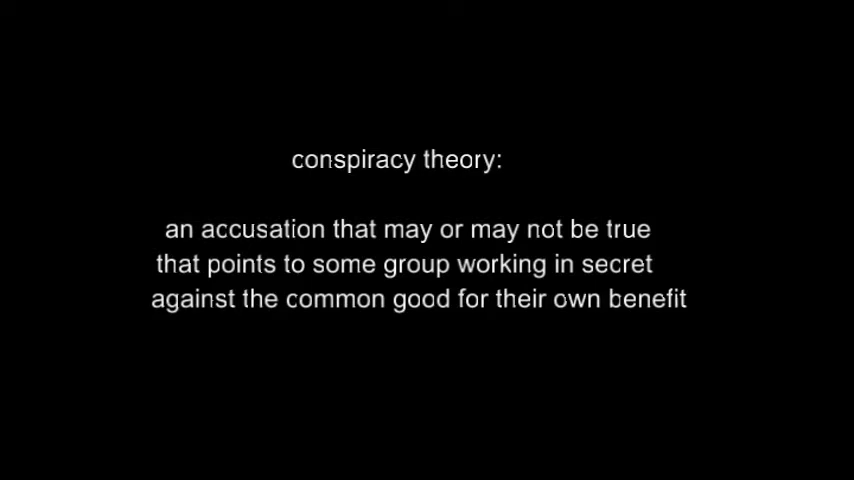 conspiracy theory:
an accusation that may or may not be true
that points to some group working in secret
against the common good for their own benefit